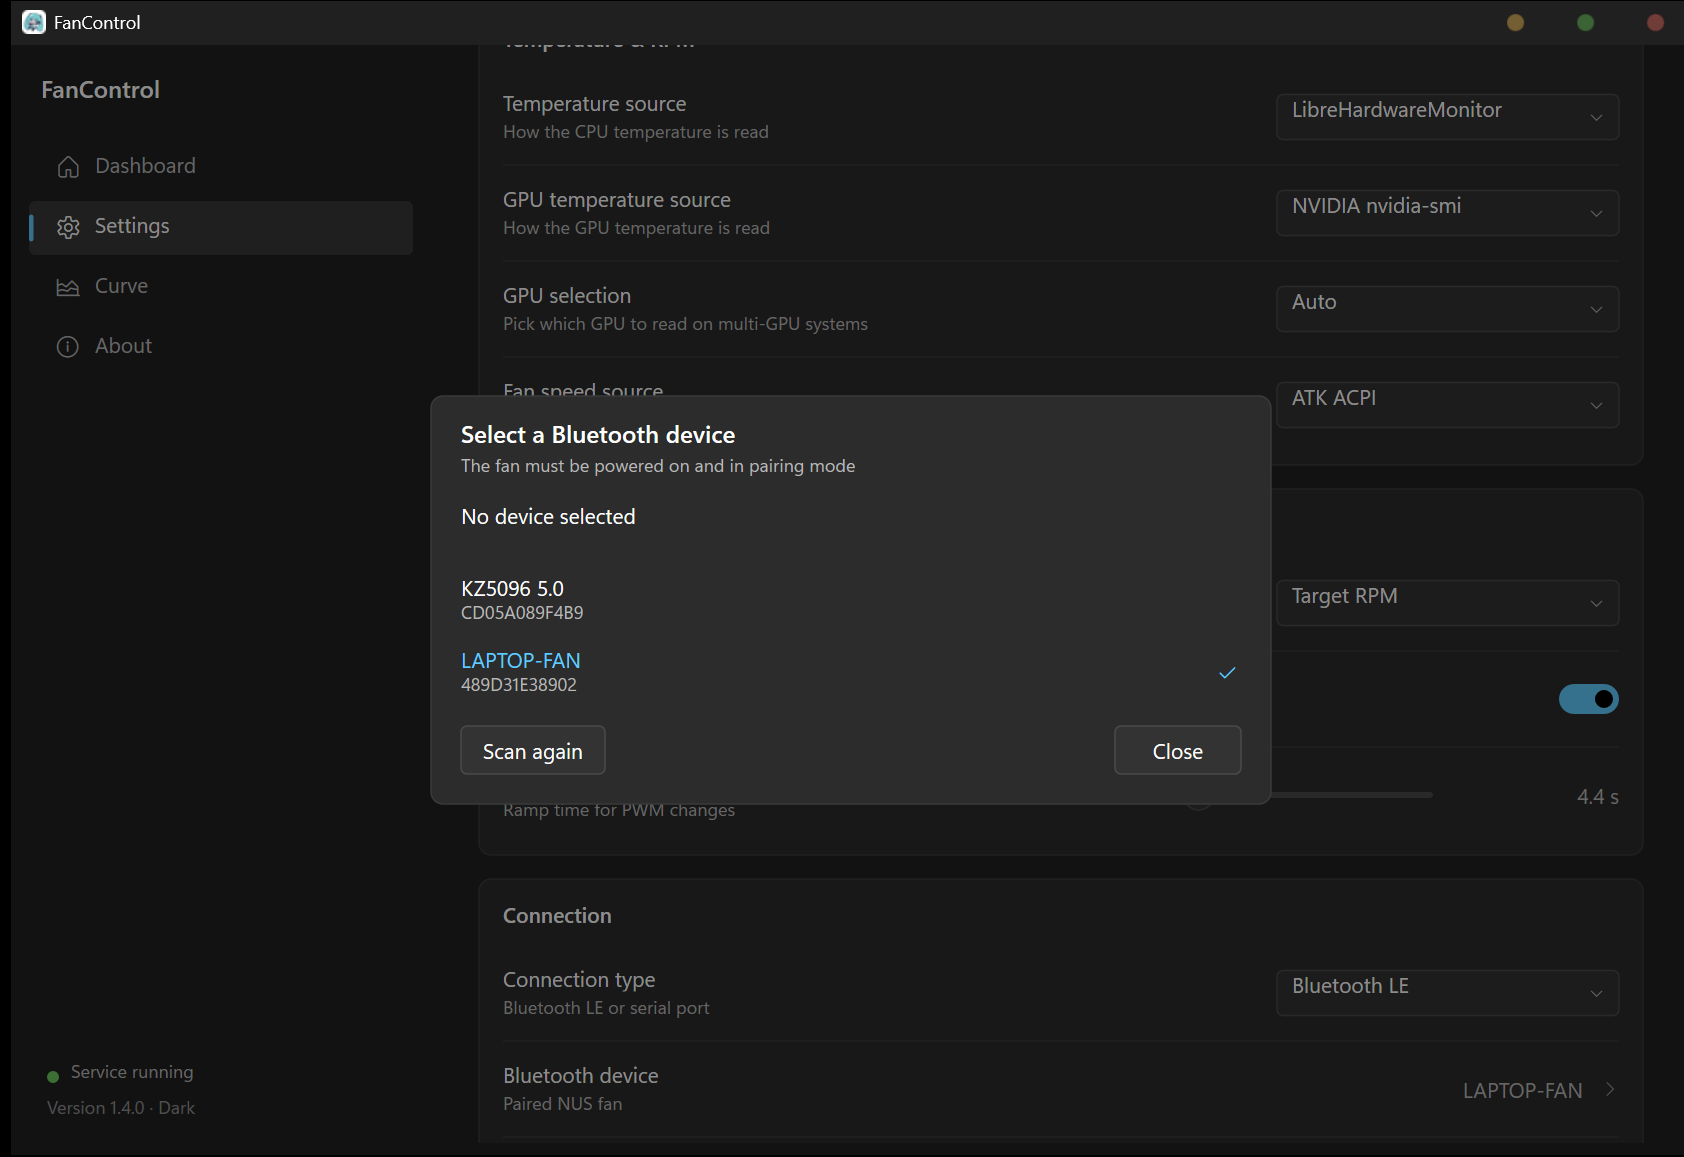 FanControl
FanControl
Dashboard
Settings
Curve
About
Service running
Version 1.4.0 · Dark
Temperature & RPM
Temperature source
How the CPU temperature is read
LibreHardwareMonitor
GPU temperature source
How the GPU temperature is read
NVIDIA nvidia-smi
GPU selection
Pick which GPU to read on multi-GPU systems
Auto
Fan speed source
ATK ACPI
Select a Bluetooth device
The fan must be powered on and in pairing mode
No device selected
KZ5096 5.0
CD05A089F4B9
LAPTOP-FAN
489D31E38902
Scan again
Close
Target RPM
Ramp time for PWM changes
4.4 s
Connection
Connection type
Bluetooth LE or serial port
Bluetooth LE
Bluetooth device
Paired NUS fan
LAPTOP-FAN